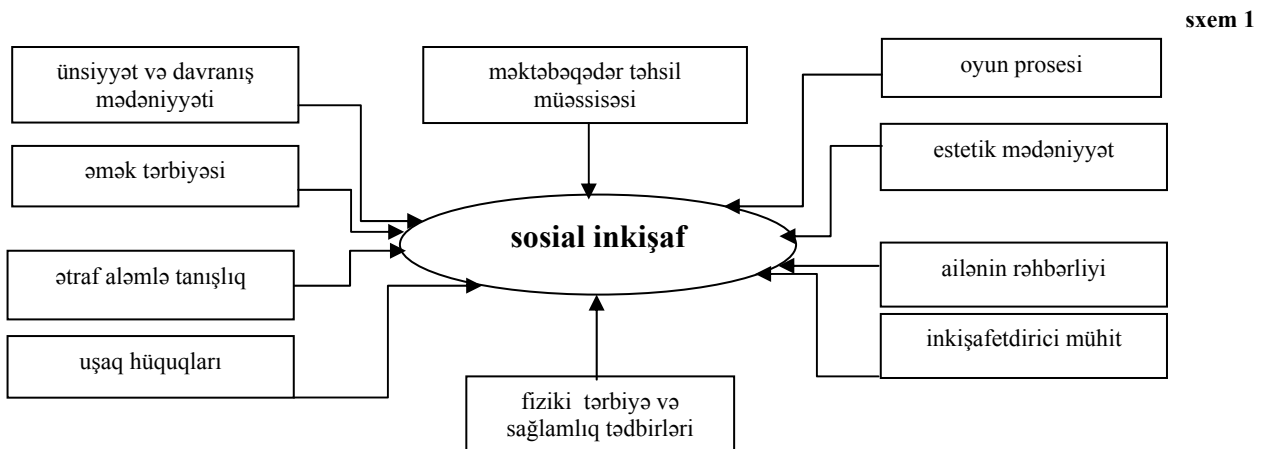 sxem 1
ünsiyyət və davranış
mədəniyyəti
məktəbəqədər təhsil
müəssisəsi
oyun prosesi
əmək tərbiyəsi
estetik mədəniyyət
sosial inkişaf
ətraf aləmlə tanışlıq
ailənin rəhbərliyi
uşaq hüquqları
inkişafetdirici mühit
fiziki tərbiyə və
sağlamlıq tədbirləri